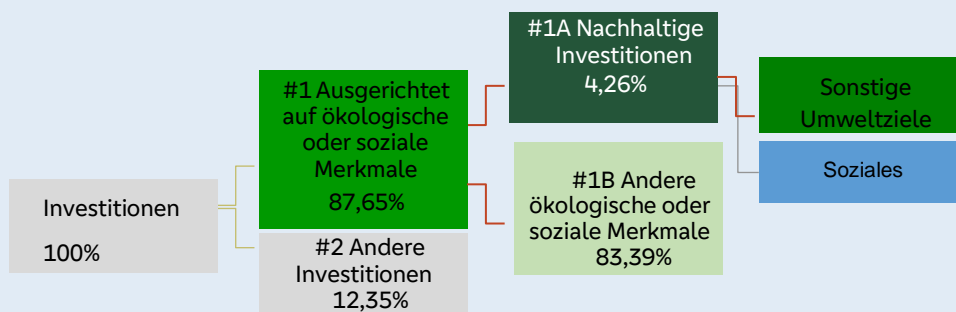 Investitionen
100%
#1 Ausgerichtet
auf ökologische
oder soziale
Merkmale
87,65%
#2 Andere
Investitionen
12,35%
#1A Nachhaltige
Investitionen
4,26%
#1B Andere
ökologische oder
soziale Merkmale
83,39%
Sonstige
Umweltziele
Soziales